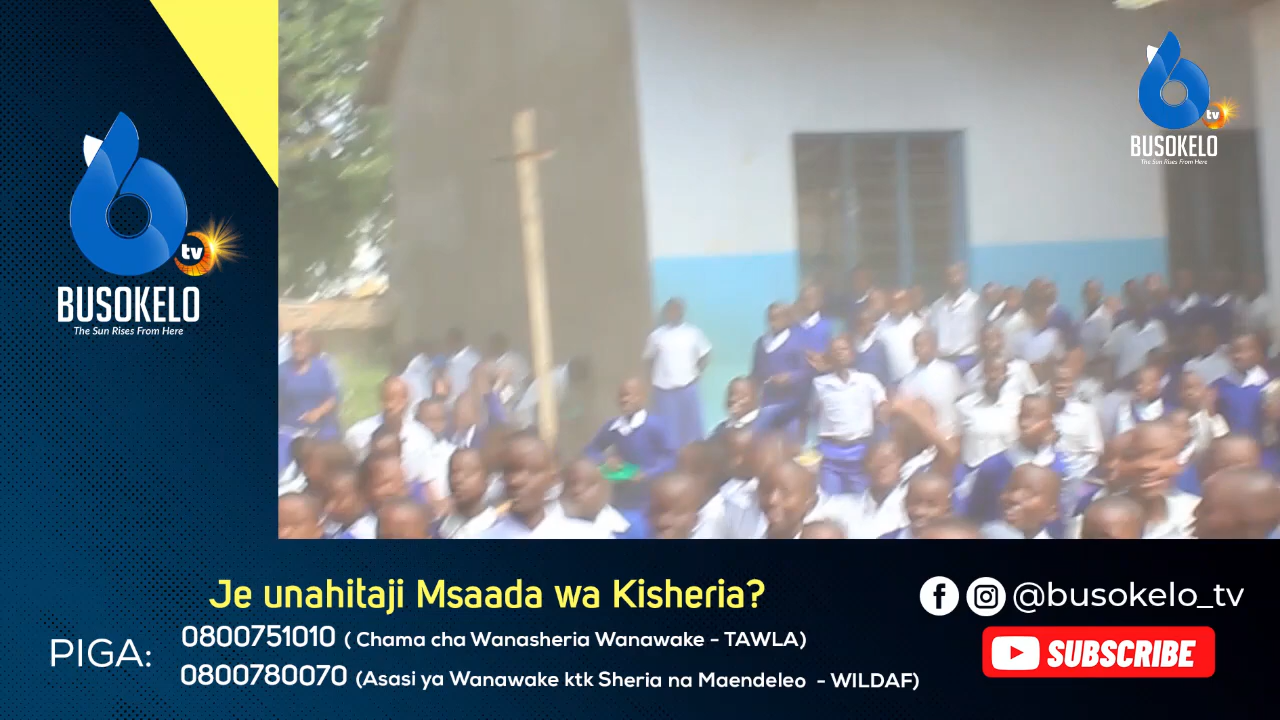 tv
BUSOKELO
The Sun Rises From Here
tv
BUSOKELO
The Sun Rises From Here
Je unahitaji Msaada wa Kisheria?
PIGA:
0800751010 ( Chama cha Wanasheria Wanawake - TAWLA)
0800780070 (Asasi ya Wanawake ktk Sheria na Maendeleo - WILDAF)
@busokelo_tv
SUBSCRIBE